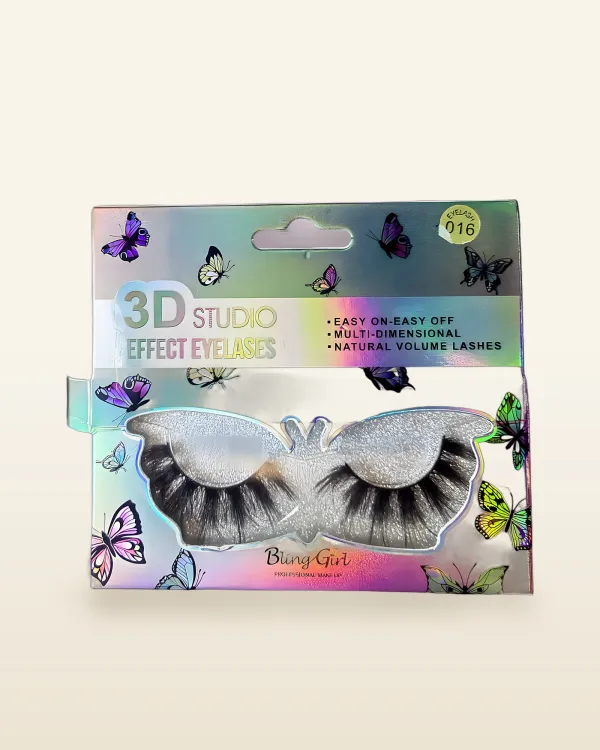 EYELASH
016
3D STUDIO
EFFECT EYELASES
• EASY ON-EASY OFF
• MULTI-DIMENSIONAL
• NATURAL VOLUME LASHES
Bling Girl
PROFESSIONAL MAKE-UP